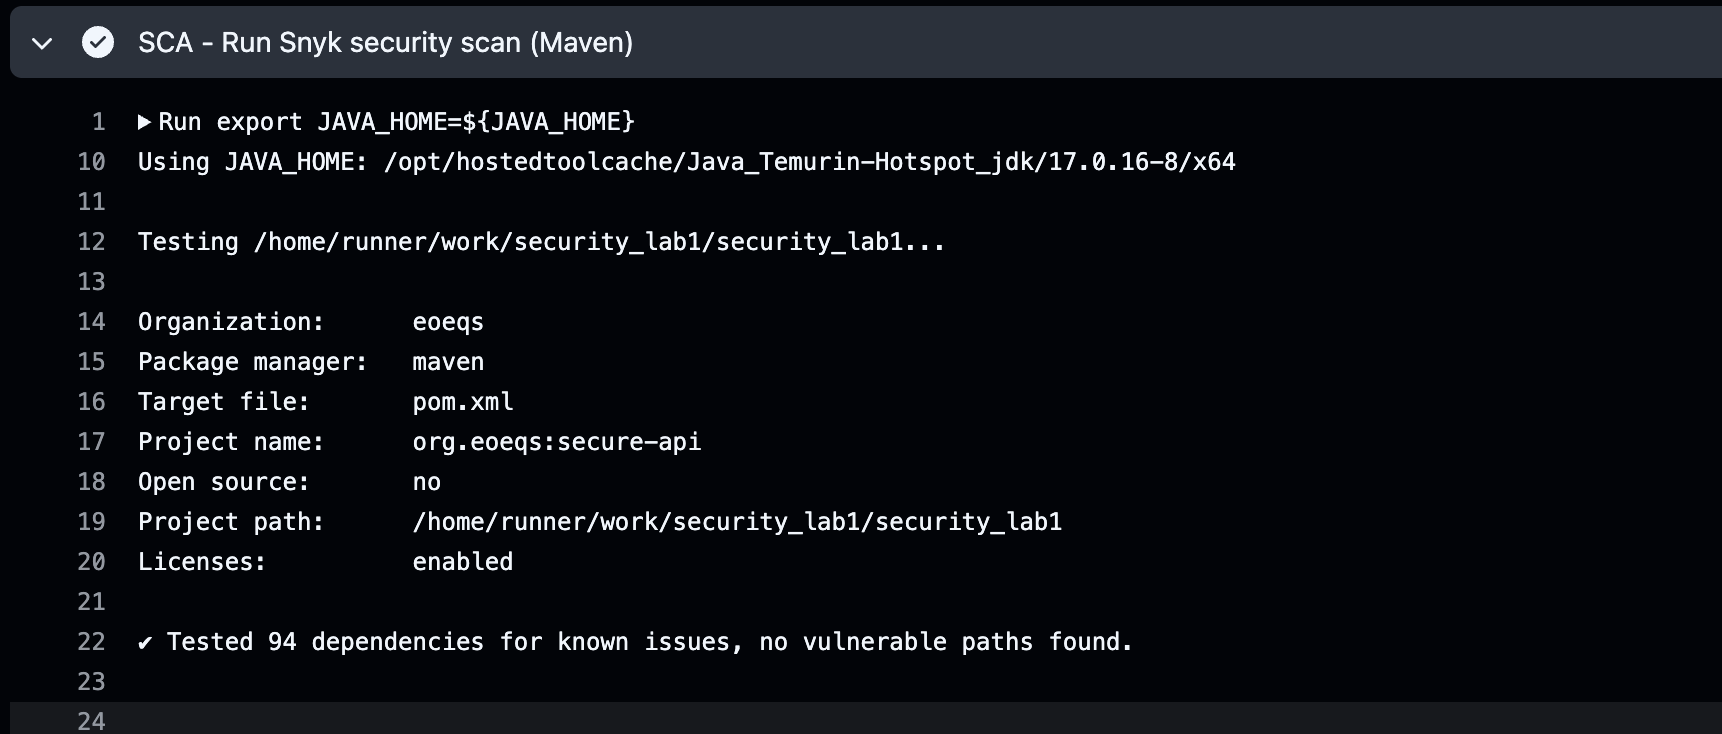 SCA - Run Snyk security scan (Maven)
1 ▶ Run export JAVA_HOME=${JAVA_HOME}
10 Using JAVA_HOME: /opt/hostedtoolcache/Java_Temurin-Hotspot_jdk/17.0.16-8/x64
11
12 Testing /home/runner/work/security_lab1/security_lab1...
13
14 Organization:      eoeqs
15 Package manager:   maven
16 Target file:       pom.xml
17 Project name:      org.eoeqs:secure-api
18 Open source:       no
19 Project path:      /home/runner/work/security_lab1/security_lab1
20 Licenses:          enabled
21
22 ✔ Tested 94 dependencies for known issues, no vulnerable paths found.
23
24